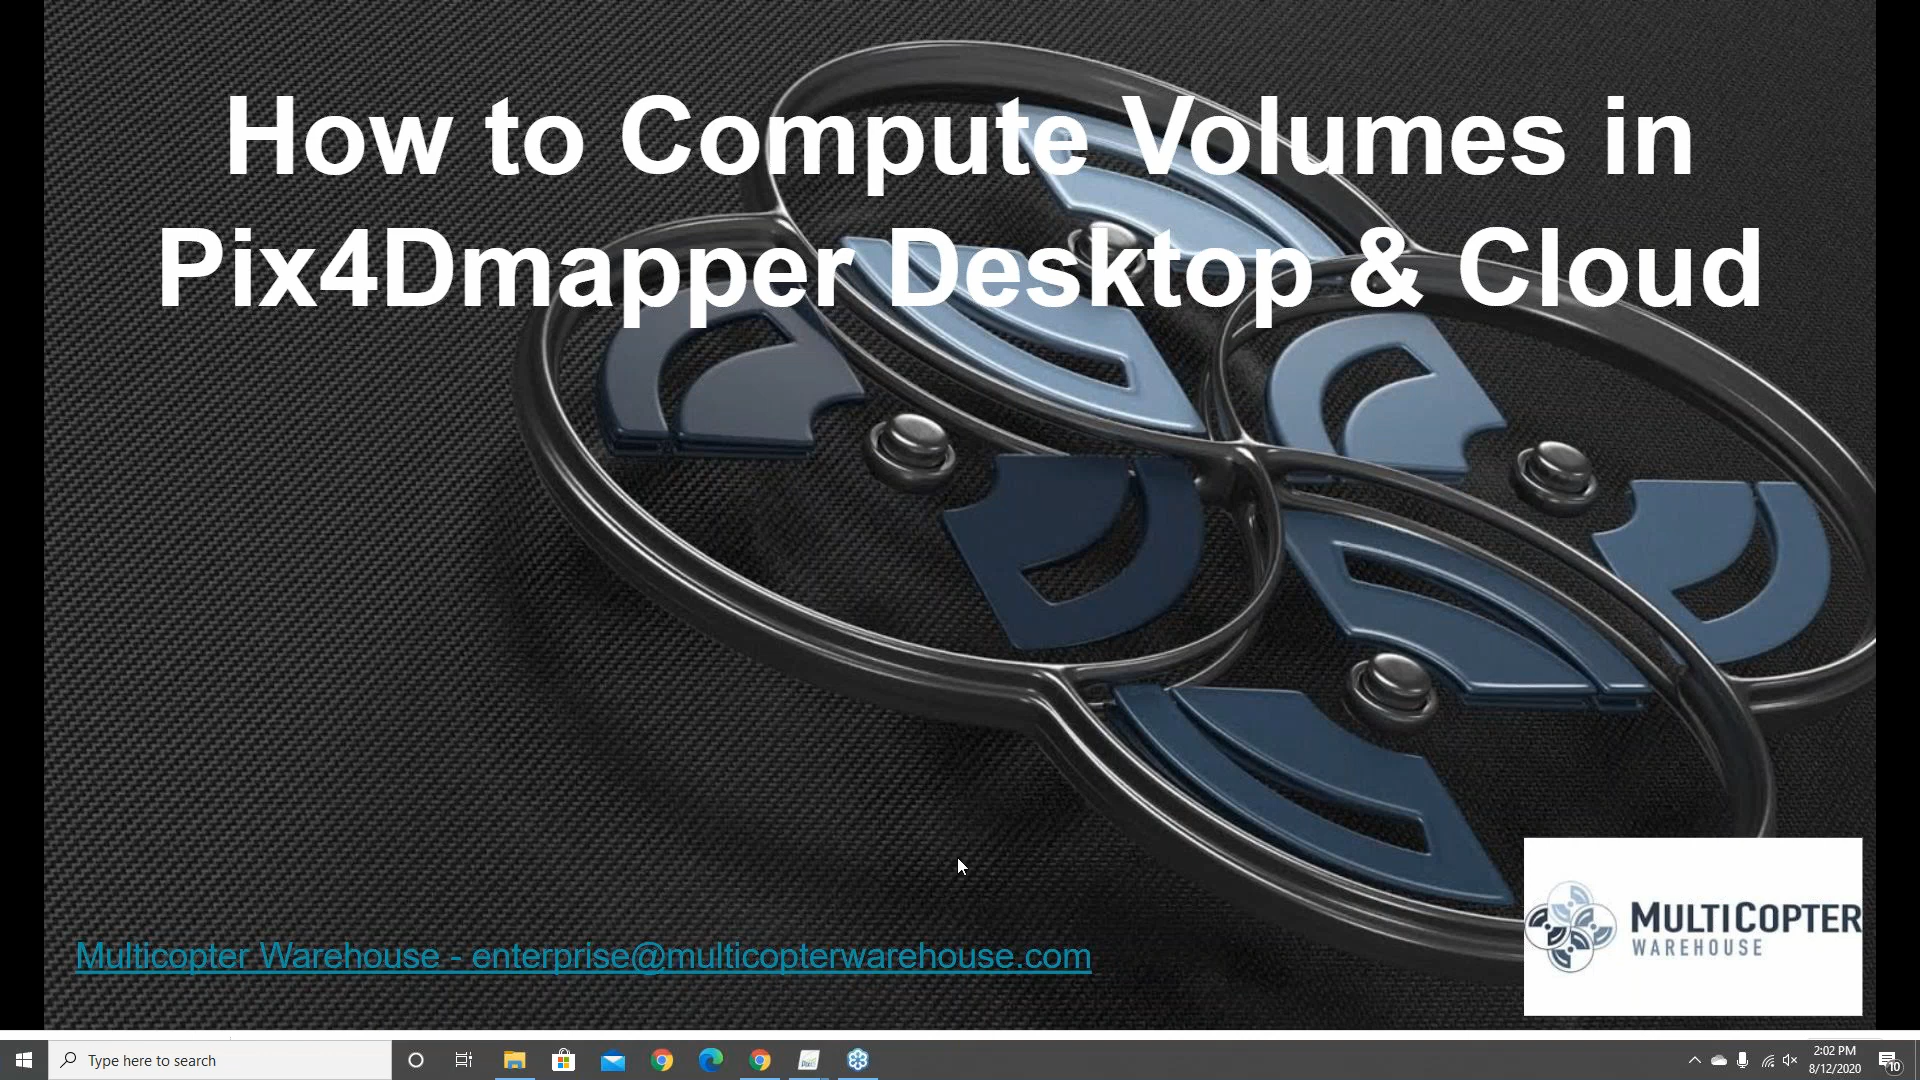 How to Compute Volumes in
Pix4Dmapper Desktop & Cloud
Multicopter Warehouse - enterprise@multicopterwarehouse.com
MULTICOPTER
WAREHOUSE
Type here to search
2:02 PM
8/12/2020
10